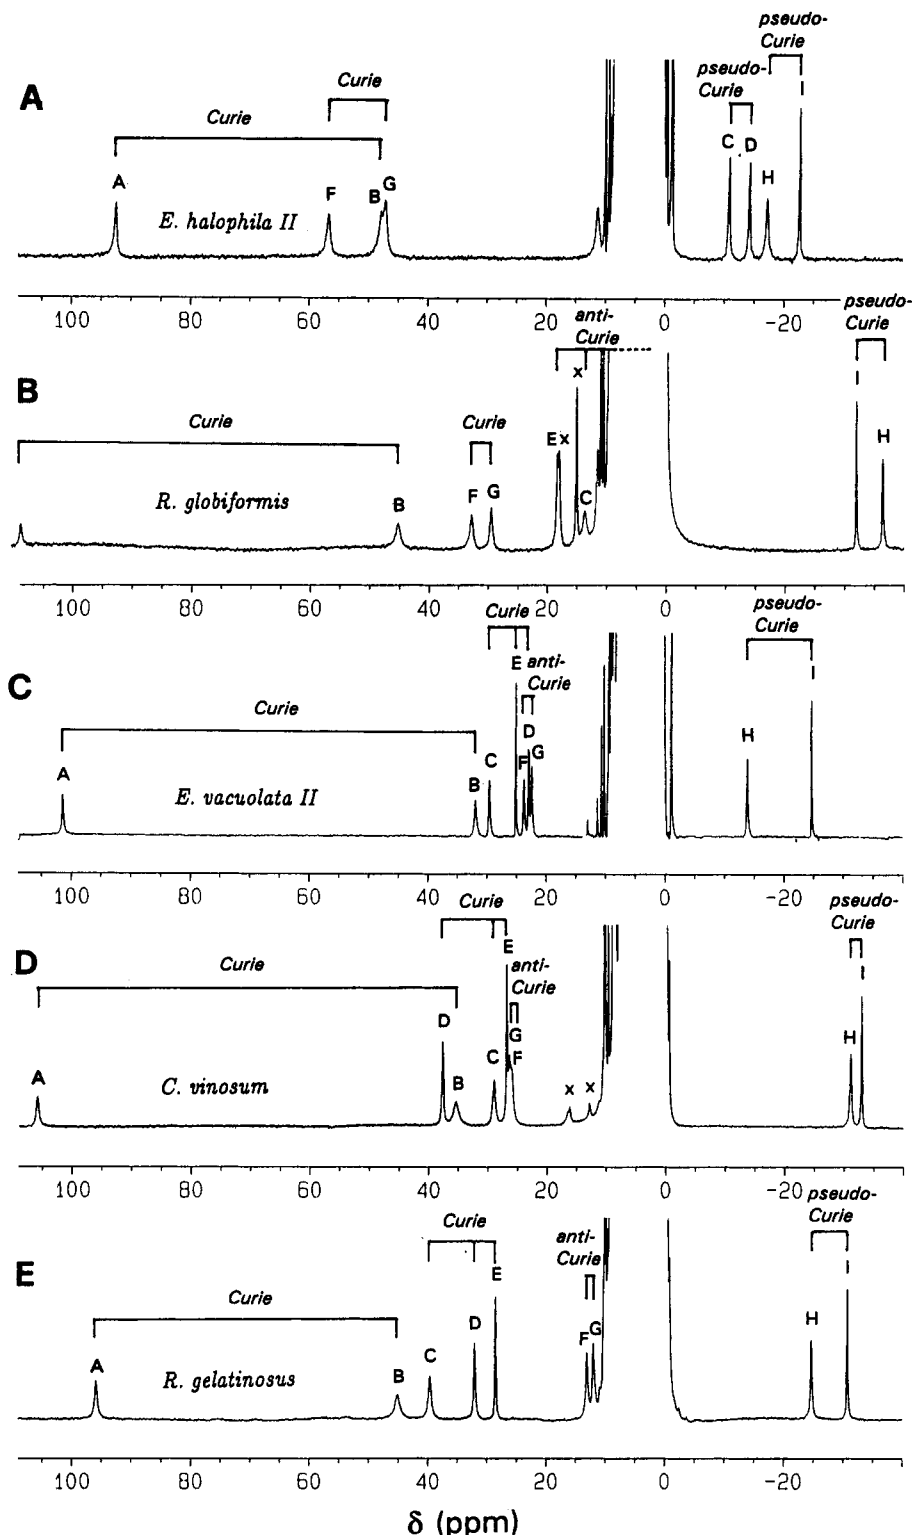 pseudo-
Curie
Curie
pseudo-
Curie
A
Curie
C
D
A
F
B
G
H
I
E. halophila II
100
80
60
40
20
0
-20
anti-
Curie
pseudo-
Curie
B
x
I
Curie
Curie
E
x
H
R. globiformis
B
F
G
C
100
80
60
40
20
0
-20
Curie
pseudo-
Curie
E
anti-
Curie
I
C
Curie
D
A
C
F
G
H
E. vacuolata II
B
100
80
60
40
20
0
-20
Curie
pseudo-
Curie
D
Curie
E
anti-
Curie
I
D
G
H
A
C. vinosum
B
C
F
x
x
100
80
60
40
20
0
-20
Curie
anti-
Curie
pseudo-
Curie
E
E
I
Curie
D
F
G
H
A
R. gelatinosus
B
C
100
80
60
40
20
0
-20
δ (ppm)